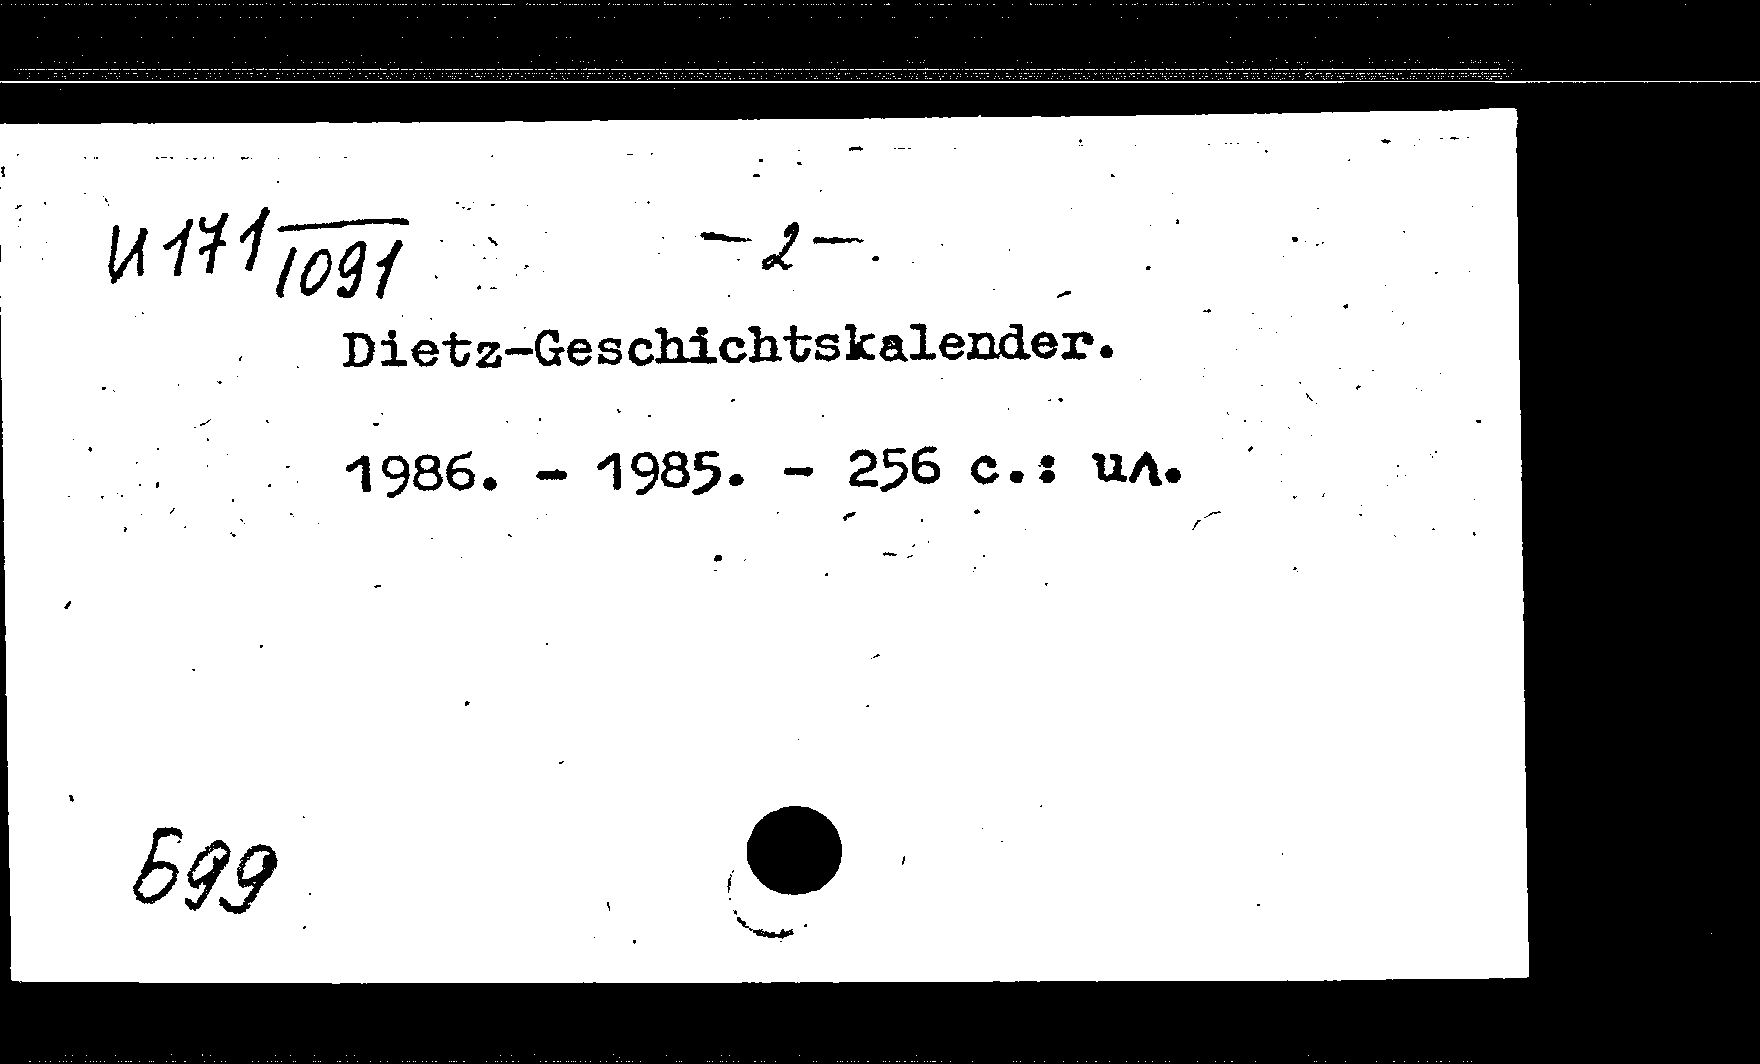 И171 1091
— 2 —
Dietz-Geschichtskalender.
1986. - 1985. - 256 с.: ил.
Б99